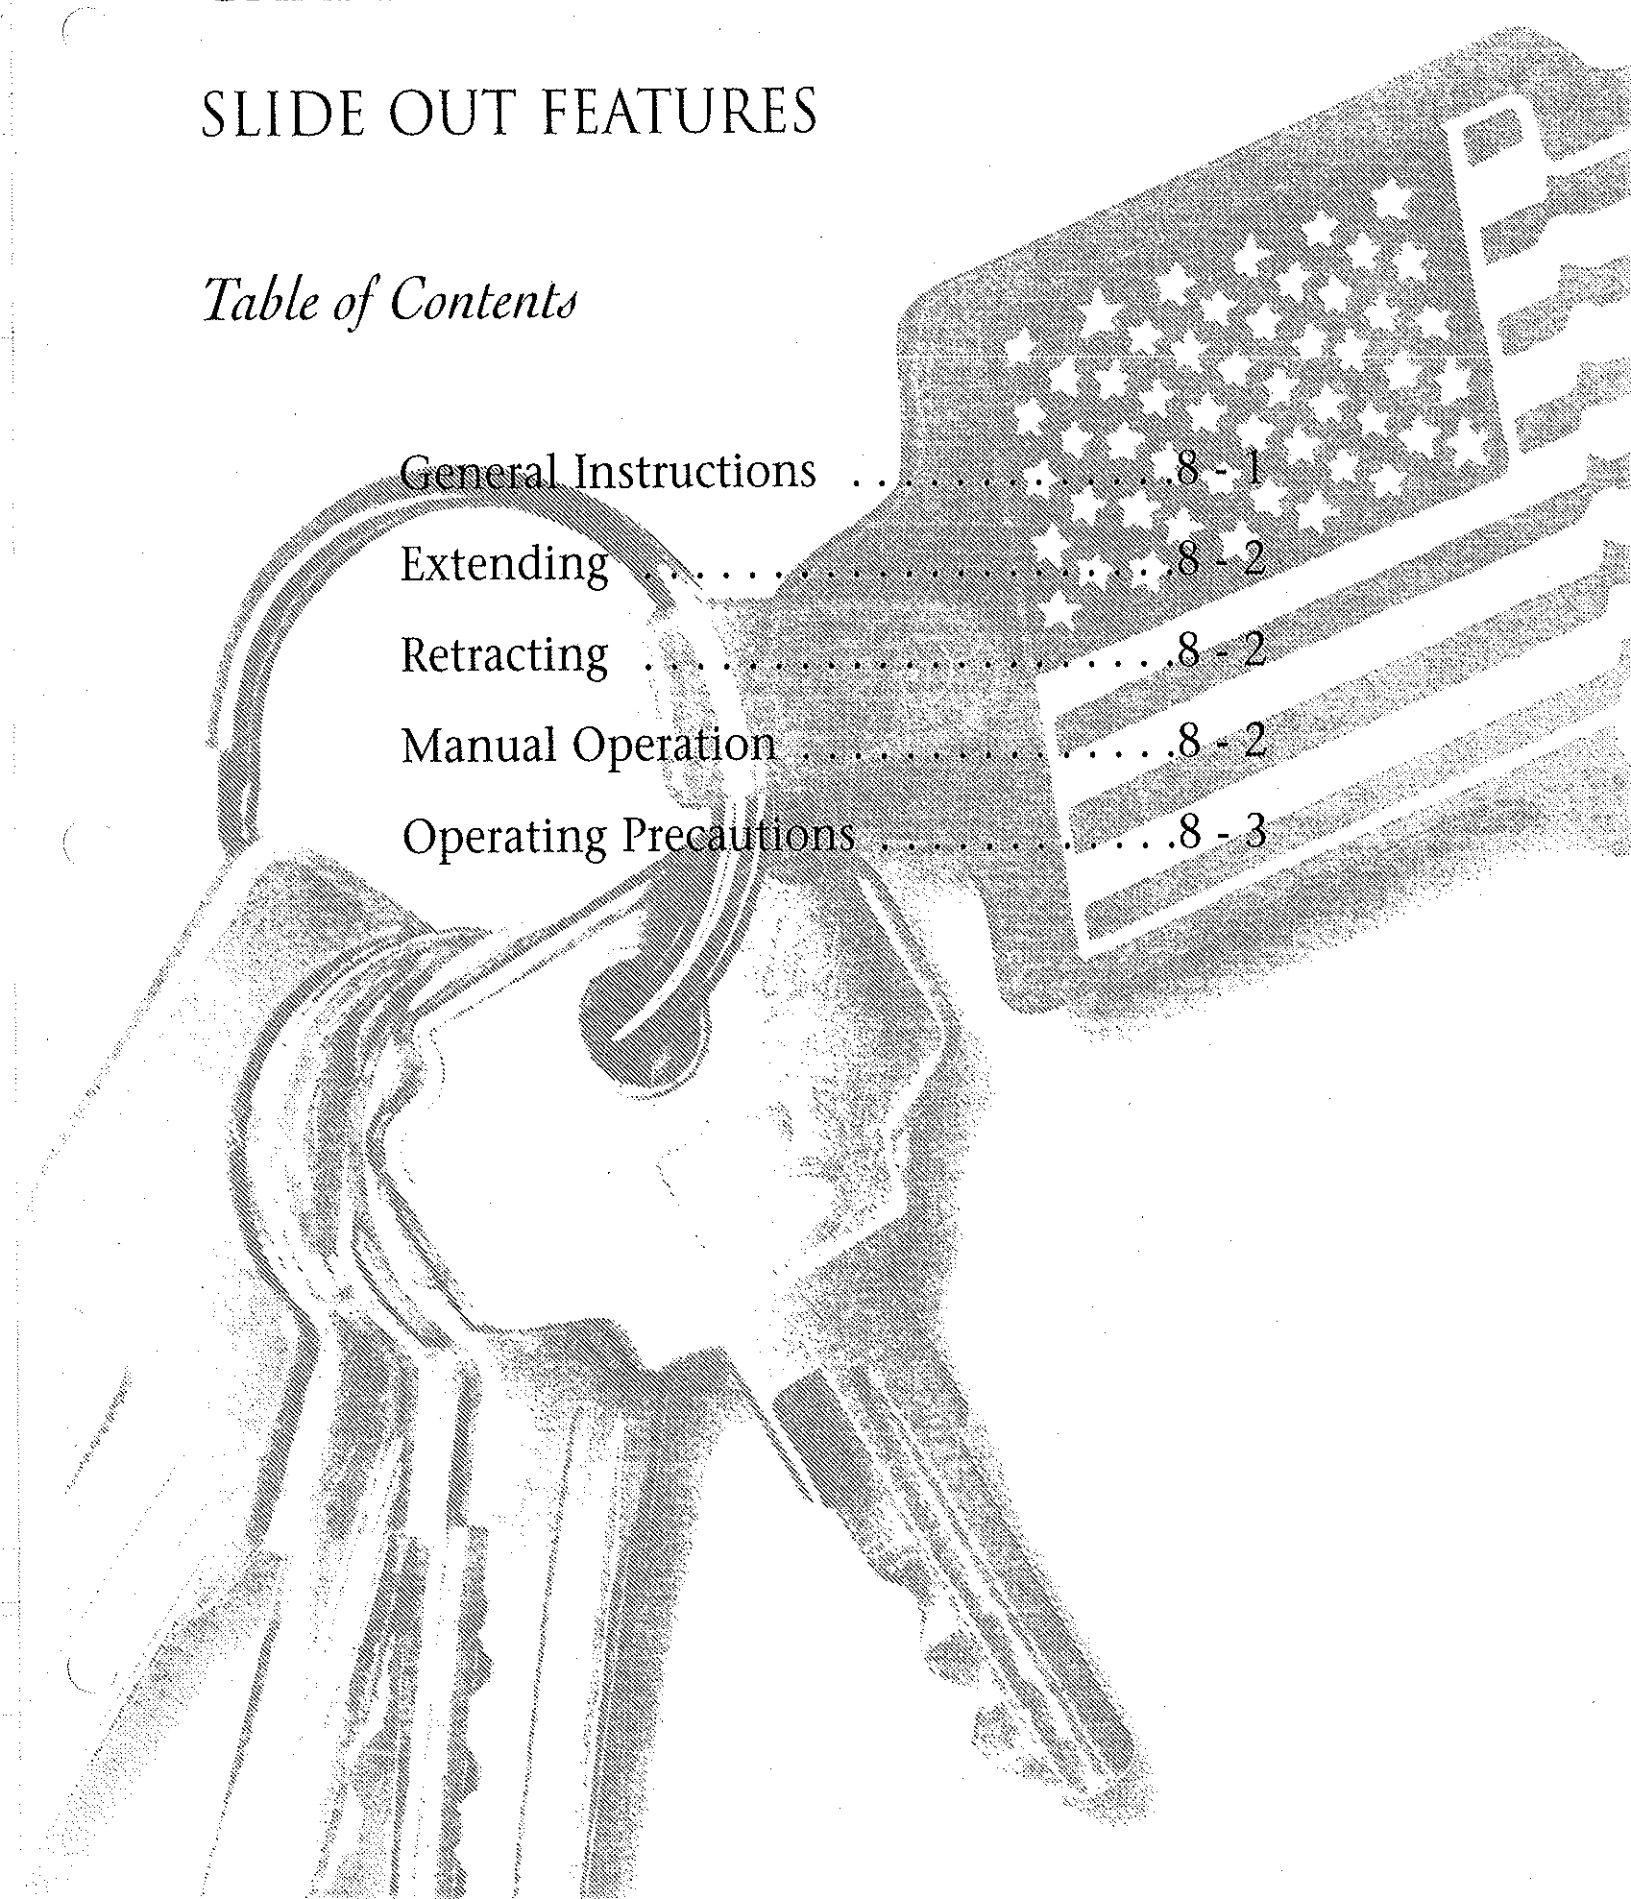 SLIDE OUT FEATURES
Table of Contents
General Instructions . . . . . . . . . . . . .8 - 1
Extending . . . . . . . . . . . . . . . . . . . . .8 - 2
Retracting . . . . . . . . . . . . . . . . . . . . .8 - 2
Manual Operation . . . . . . . . . . . . . . .8 - 2
Operating Precautions . . . . . . . . . . . .8 - 3